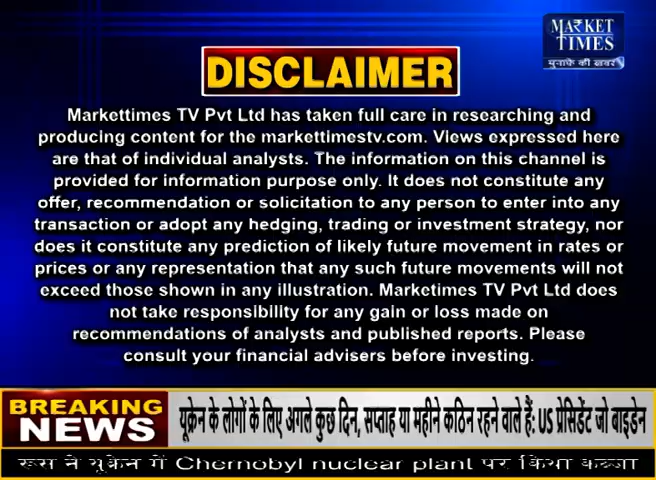 MARKET
TIMES
मुनाफे की खबर
DISCLAIMER
Markettimes TV Pvt Ltd has taken full care in researching and
producing content for the markettimestv.com. Views expressed here
are that of individual analysts. The information on this channel is
provided for information purpose only. It does not constitute any
offer, recommendation or solicitation to any person to enter into any
transaction or adopt any hedging, trading or investment strategy, nor
does it constitute any prediction of likely future movement in rates or
prices or any representation that any such future movements will not
exceed those shown in any illustration. Marketimes TV Pvt Ltd does
not take responsibility for any gain or loss made on
recommendations of analysts and published reports. Please
consult your financial advisers before investing.
BREAKING
NEWS
यूक्रेन के लोगों के लिए अगले कुछ दिन, सप्ताह या महीने कठिन रहने वाले हैं: US प्रेसिडेंट जो बाइडेन
रूस ने यूक्रेन में Chernobyl nuclear plant पर किया कब्जा